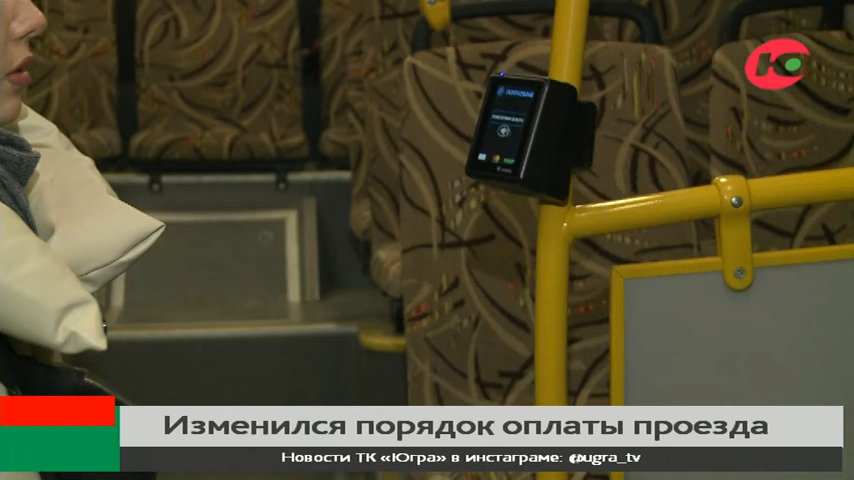 Ю
Изменился порядок оплаты проезда
Новости ТК «Югра» в инстаграме: @ugra_tv